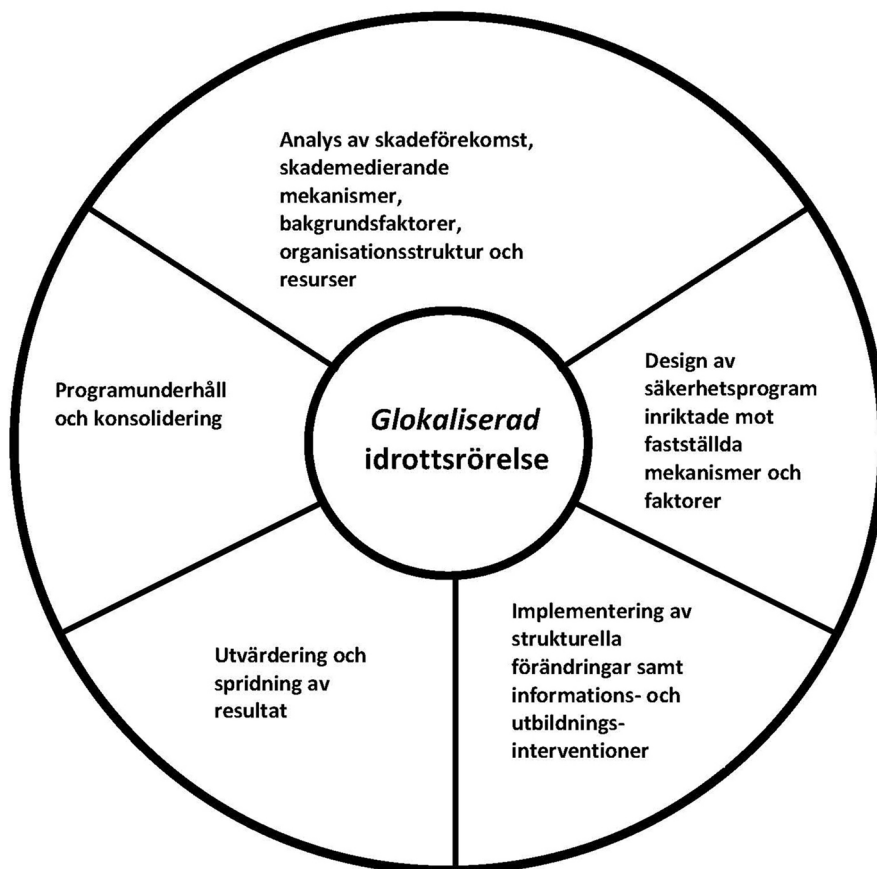 Analys av skadeförekomst,
skademedierande
mekanismer,
bakgrundsfaktorer,
organisationsstruktur och
resurser
Design av
säkerhetsprogram
inriktade mot
fastställda
mekanismer och
faktorer
Programunderhåll
och konsolidering
Glokaliserad
idrottsrörelse
Implementering av
strukturella
förändringar samt
informations- och
utbildnings-
interventioner
Utvärdering och
spridning av
resultat